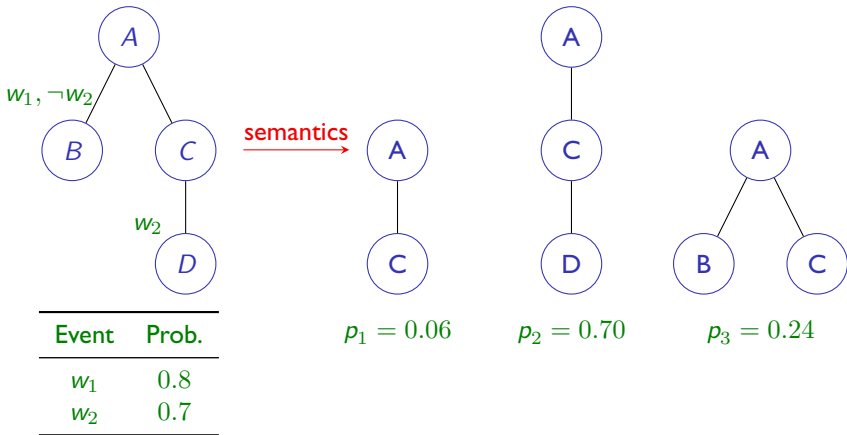 A
w₁, ¬w₂
B
C
w₂
D
Event Prob.
w₁ 0.8
w₂ 0.7
semantics
A
C
p₁ = 0.06
A
C
D
p₂ = 0.70
A
B C
p₃ = 0.24